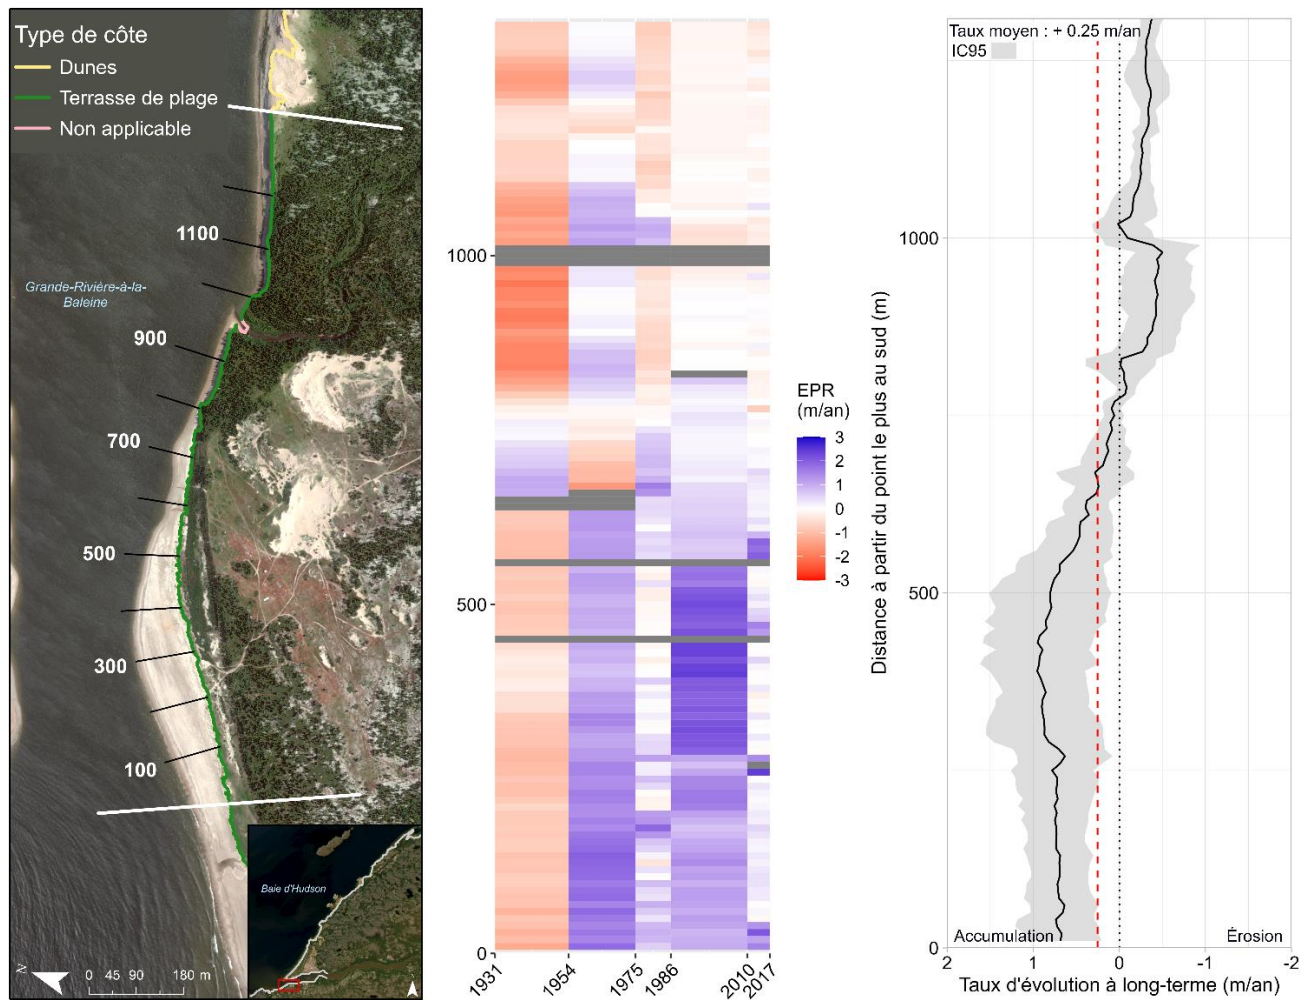 Type de côte
Dunes
Terrasse de plage
Non applicable
1100
Grande-Rivière-à-la-
Baleine
900
700
500
300
100
Baie d'Hudson
N
0 45 90 180 m
1000
500
0
1931
1954
1975
1986
2010
2017
EPR
(m/an)
3
2
1
0
-1
-2
-3
Taux moyen : + 0.25 m/an
IC95
Distance à partir du point le plus au sud (m)
1000
500
0
Accumulation
Érosion
2 1 0 -1 -2
Taux d'évolution à long-terme (m/an)